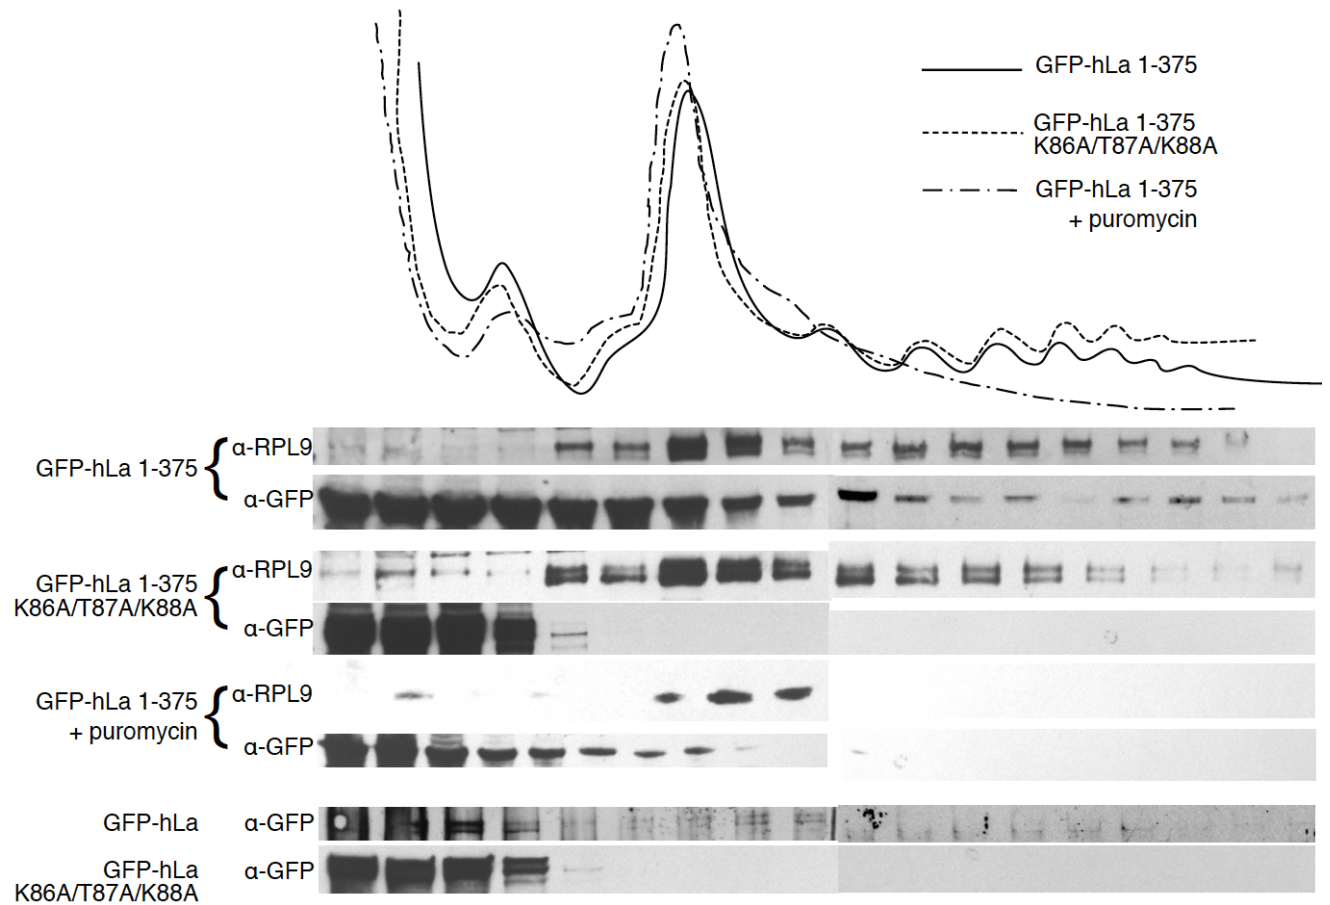 GFP-hLa 1-375
GFP-hLa 1-375
K86A/T87A/K88A
GFP-hLa 1-375
+ puromycin
GFP-hLa 1-375
α-RPL9
α-GFP
GFP-hLa 1-375
K86A/T87A/K88A
α-RPL9
α-GFP
GFP-hLa 1-375
+ puromycin
α-RPL9
α-GFP
GFP-hLa
α-GFP
GFP-hLa
K86A/T87A/K88A
α-GFP